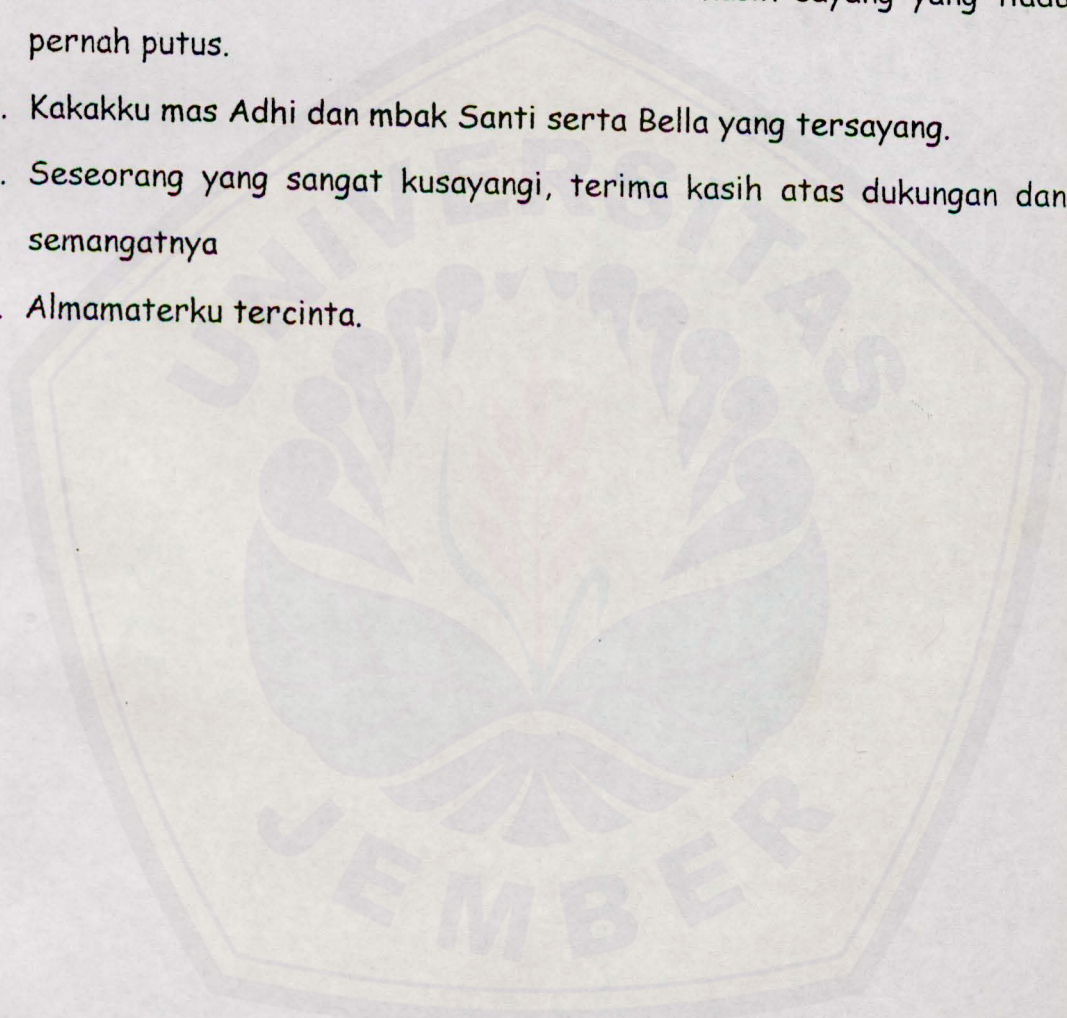 pernah putus.
. Kakakku mas Adhi dan mbak Santi serta Bella yang tersayang.
. Seseorang yang sangat kusayangi, terima kasih atas dukungan dan
semangatnya
. Almamaterku tercinta.
UNIVERSITAS
JEMBER